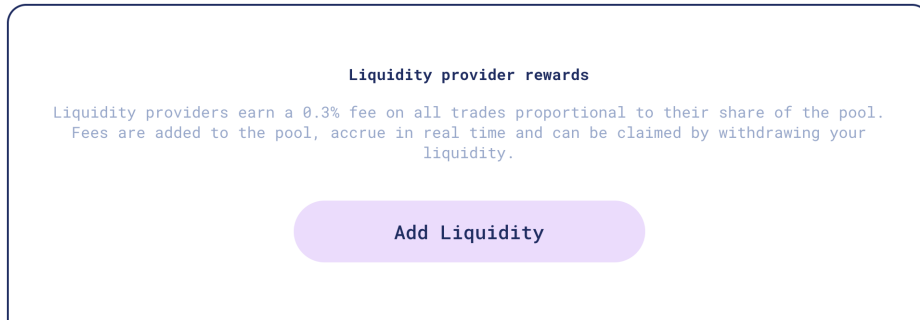 Liquidity provider rewards
Liquidity providers earn a 0.3% fee on all trades proportional to their share of the pool.
Fees are added to the pool, accrue in real time and can be claimed by withdrawing your
liquidity.
Add Liquidity